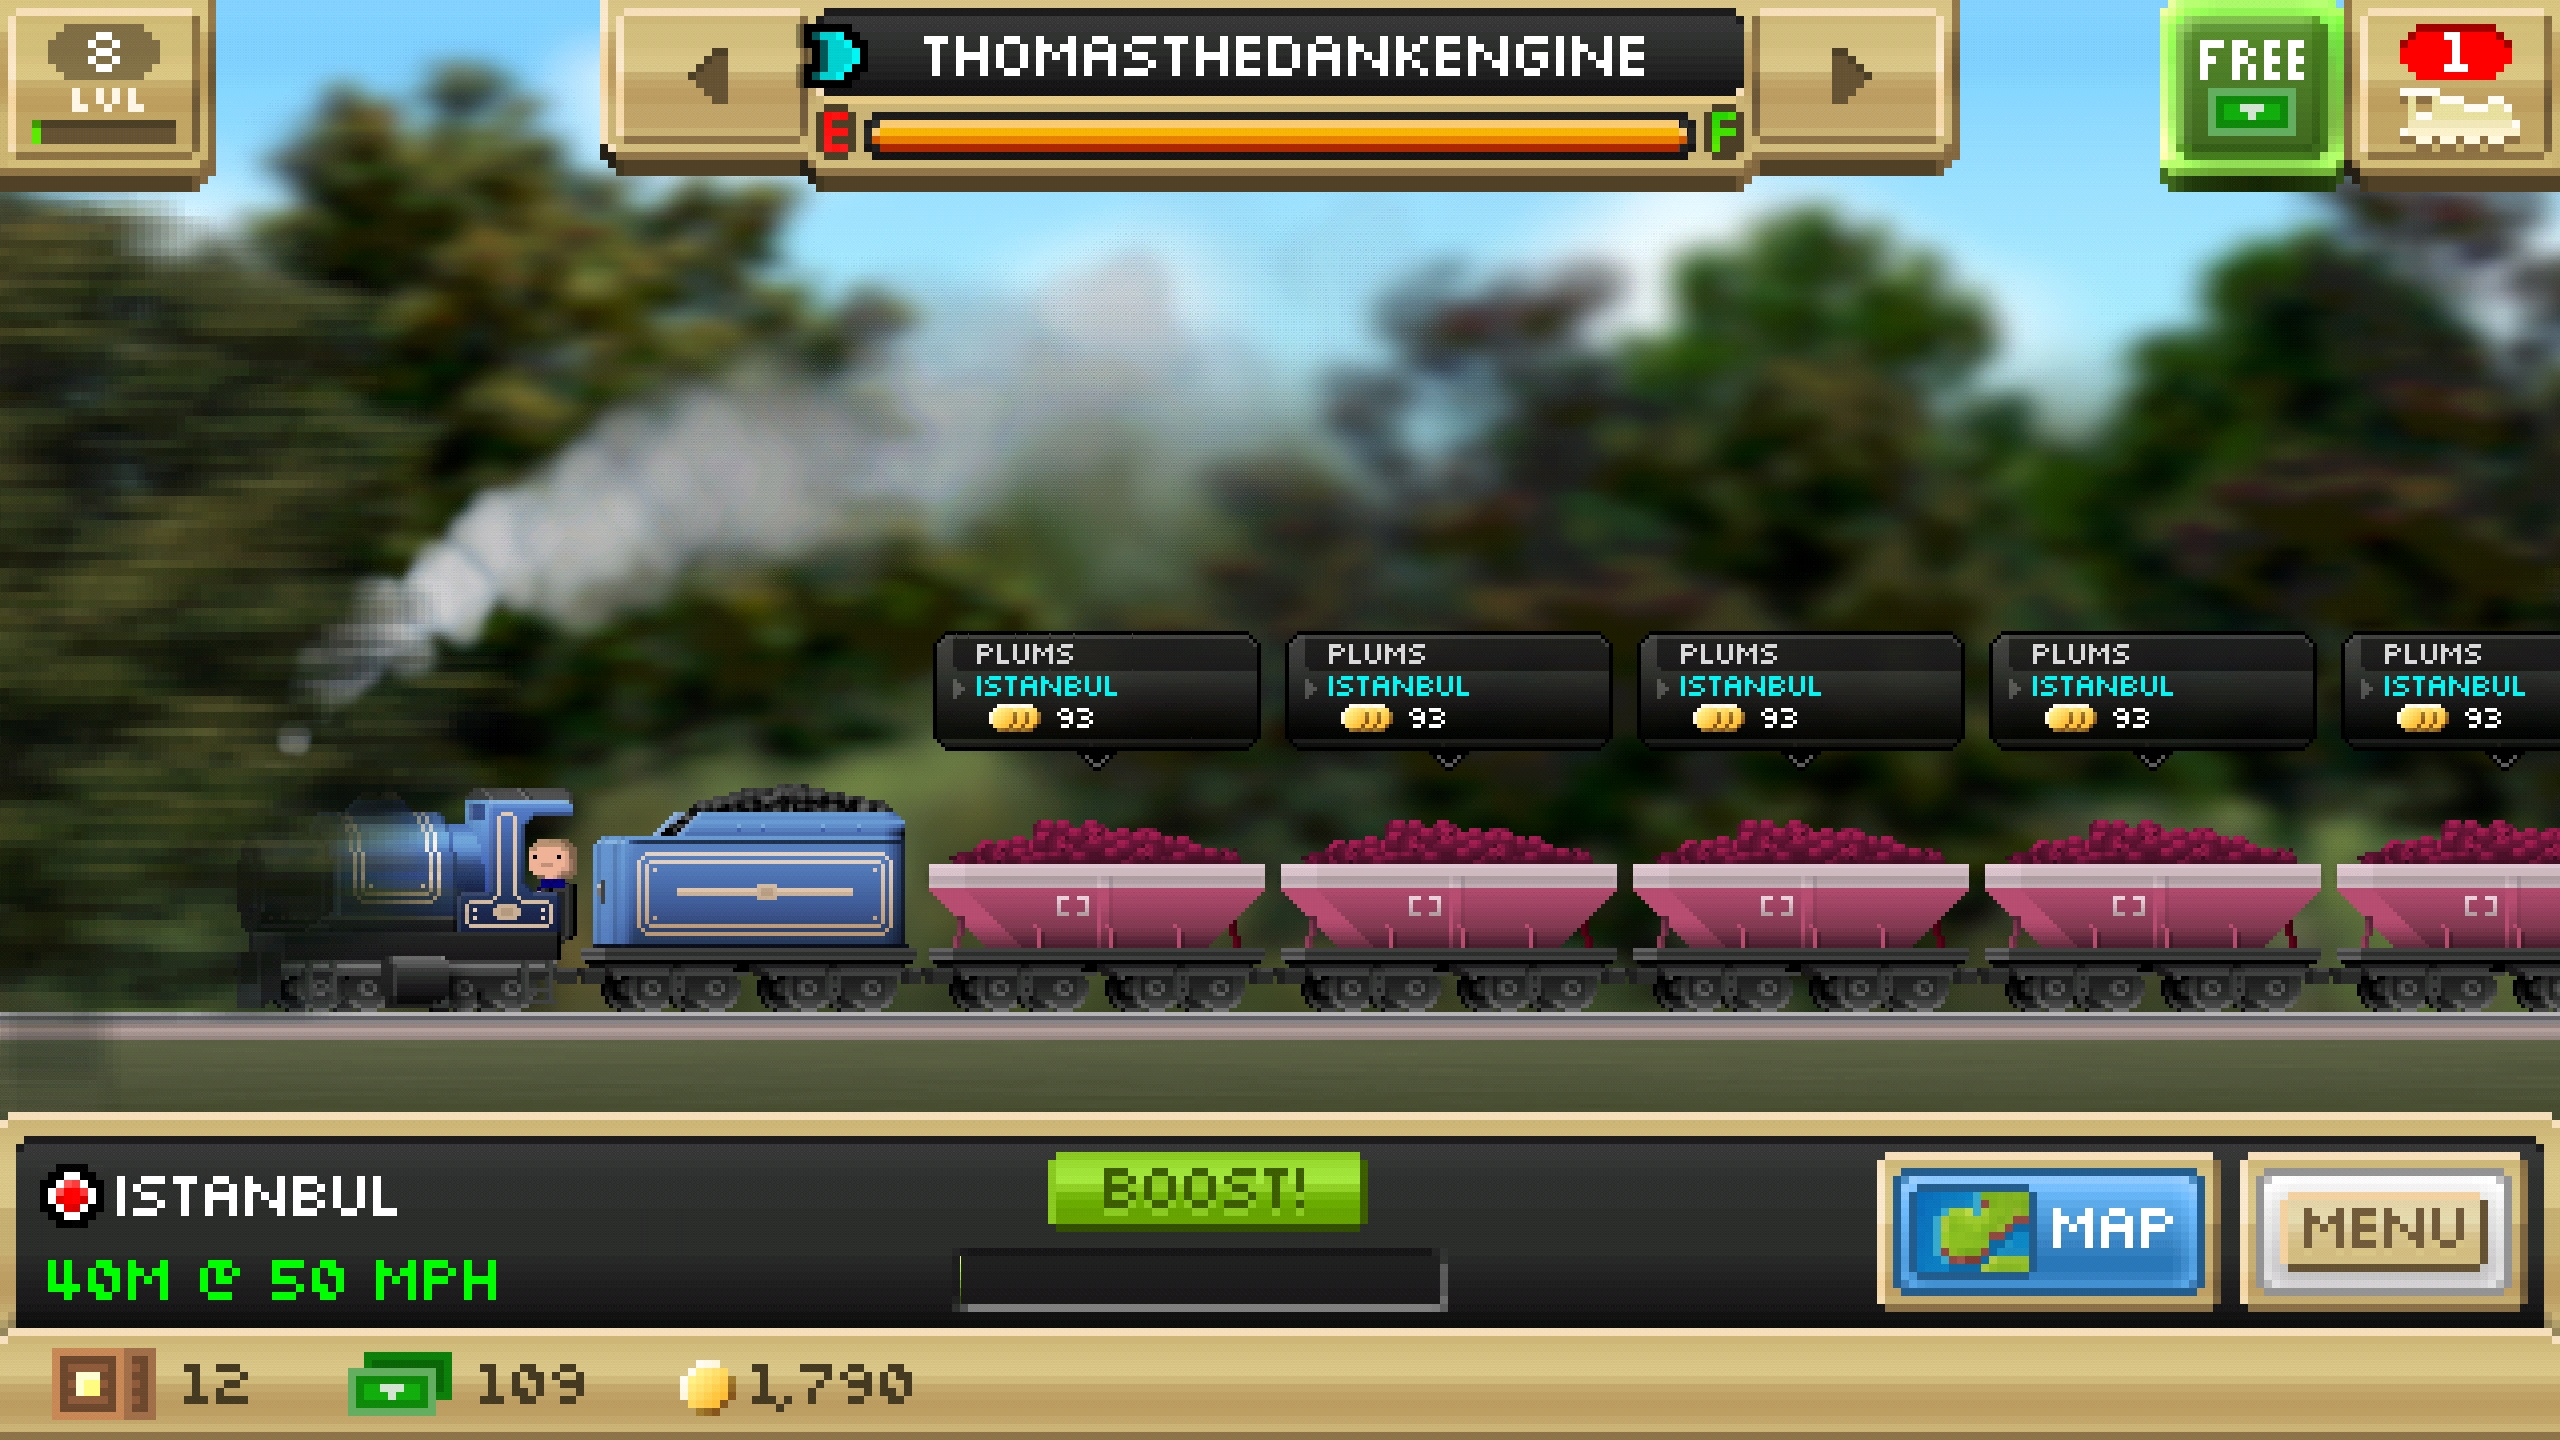 8
LVL
THOMASTHEDANKENGINE
E F
FREE
1
PLUMS
ISTANBUL
93
PLUMS
ISTANBUL
93
PLUMS
ISTANBUL
93
PLUMS
ISTANBUL
93
PLUMS
ISTANBUL
93
ISTANBUL
40M @ 50 MPH
BOOST!
MAP
MENU
12
109
1,790